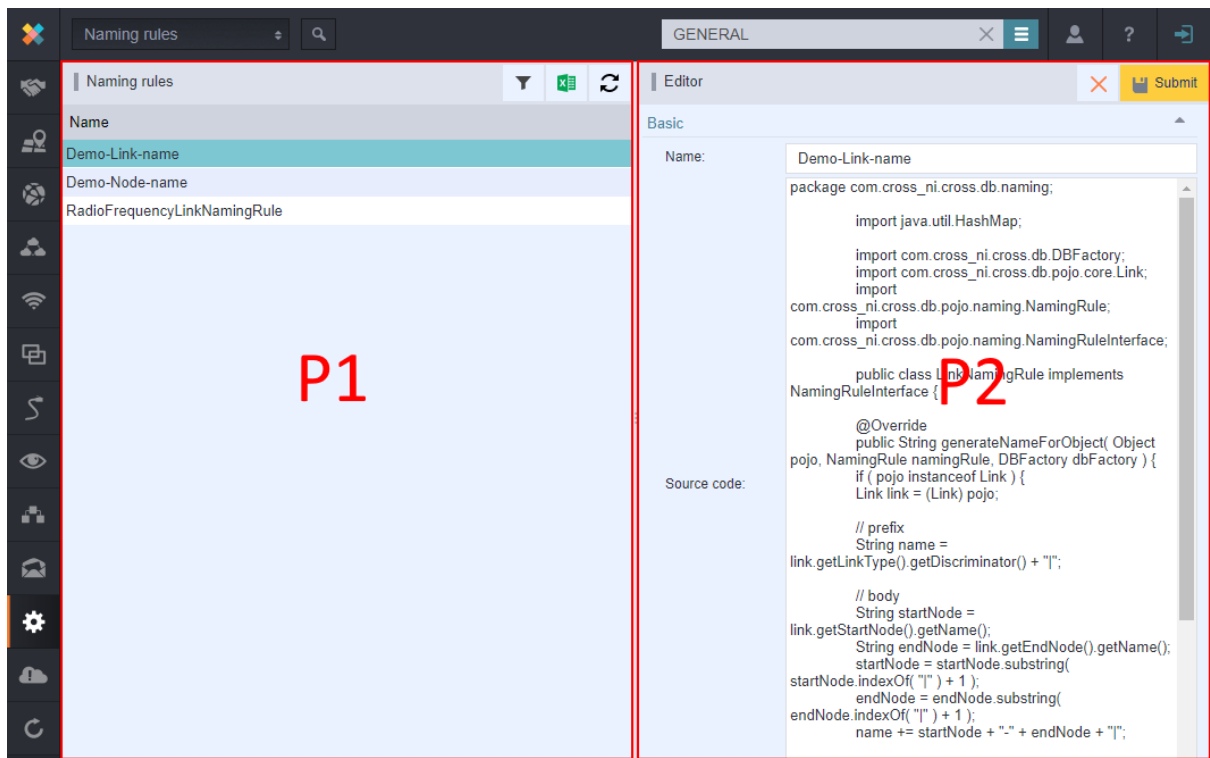 Naming rules
GENERAL
?
Naming rules
Name
Demo-Link-name
Demo-Node-name
RadioFrequencyLinkNamingRule
P1
Editor
Submit
Basic
Name:
Demo-Link-name
Source code:
package com.cross_ni.cross.db.naming;
import java.util.HashMap;
import com.cross_ni.cross.db.DBFactory;
import com.cross_ni.cross.db.pojo.core.Link;
import
com.cross_ni.cross.db.pojo.naming.NamingRule;
import
com.cross_ni.cross.db.pojo.naming.NamingRuleInterface;
public class LinkNamingRule implements
NamingRuleInterface {
@Override
public String generateNameForObject( Object
pojo, NamingRule namingRule, DBFactory dbFactory ) {
if ( pojo instanceof Link ) {
Link link = (Link) pojo;
// prefix
String name =
link.getLinkType().getDiscriminator() + "|";
// body
String startNode =
link.getStartNode().getName();
String endNode = link.getEndNode().getName();
startNode = startNode.substring(
startNode.indexOf( "|" ) + 1 );
endNode = endNode.substring(
endNode.indexOf( "|" ) + 1 );
name += startNode + "-" + endNode + "|";
P2